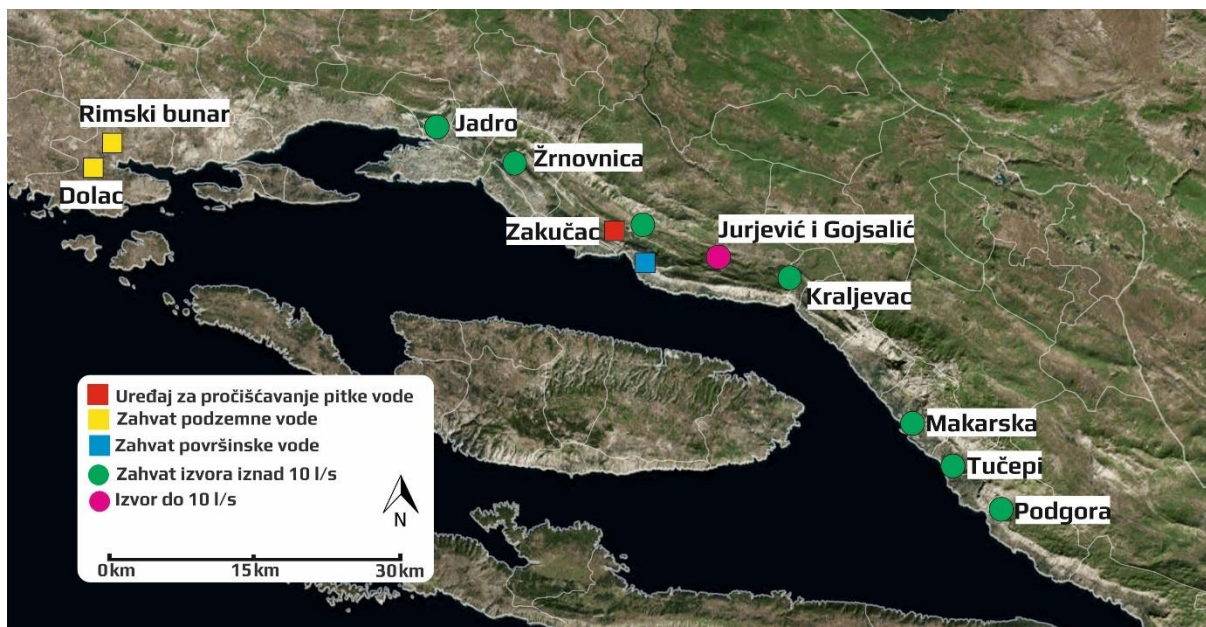 Rimski bunar
Dolac
Jadro
Žrnovnica
Zakučac
Jurjević i Gojsalić
Kraljevac
Makarska
Tučepi
Podgora
Uređaj za pročišćavanje pitke vode
Zahvat podzemne vode
Zahvat površinske vode
Zahvat izvora iznad 10 l/s
Izvor do 10 l/s
N
0km 15km 30km